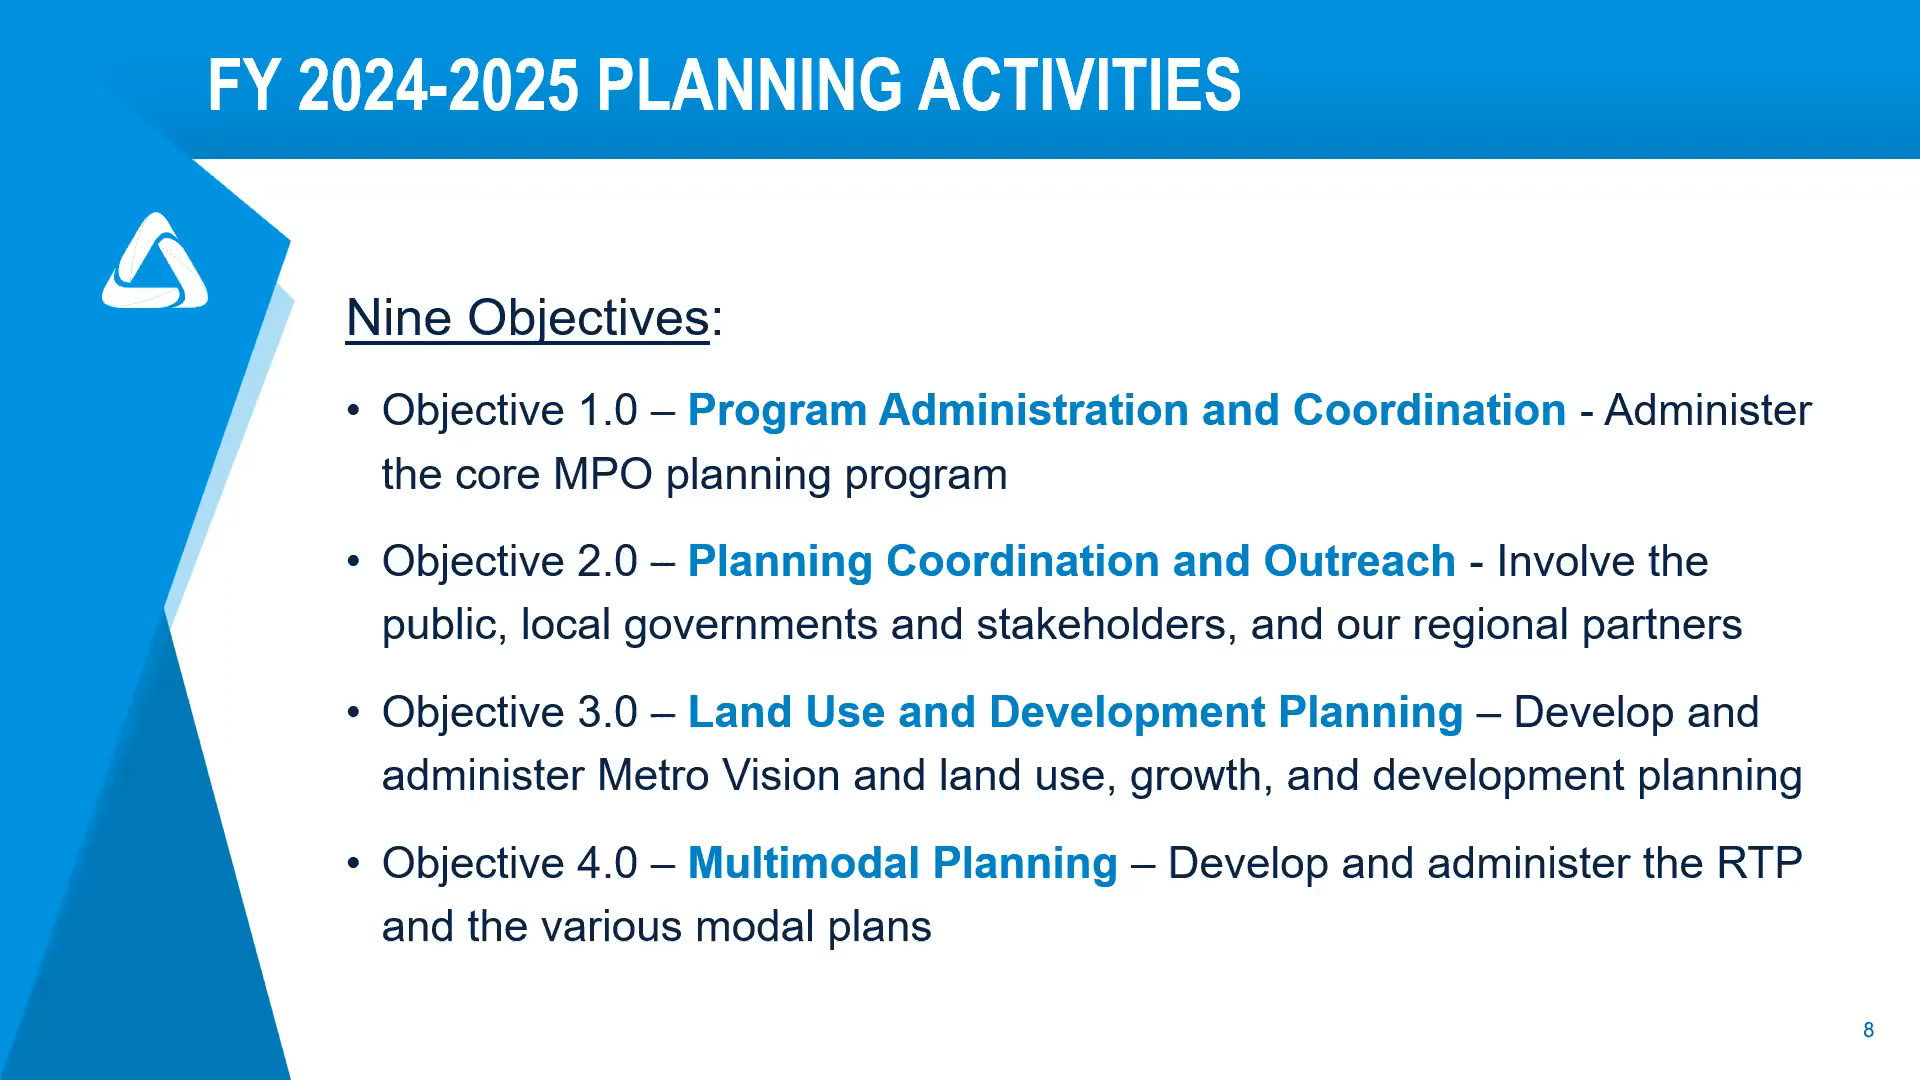 FY 2024-2025 PLANNING ACTIVITIES
Nine Objectives:
• Objective 1.0 – Program Administration and Coordination - Administer
the core MPO planning program
• Objective 2.0 – Planning Coordination and Outreach - Involve the
public, local governments and stakeholders, and our regional partners
• Objective 3.0 – Land Use and Development Planning – Develop and
administer Metro Vision and land use, growth, and development planning
• Objective 4.0 – Multimodal Planning – Develop and administer the RTP
and the various modal plans
8